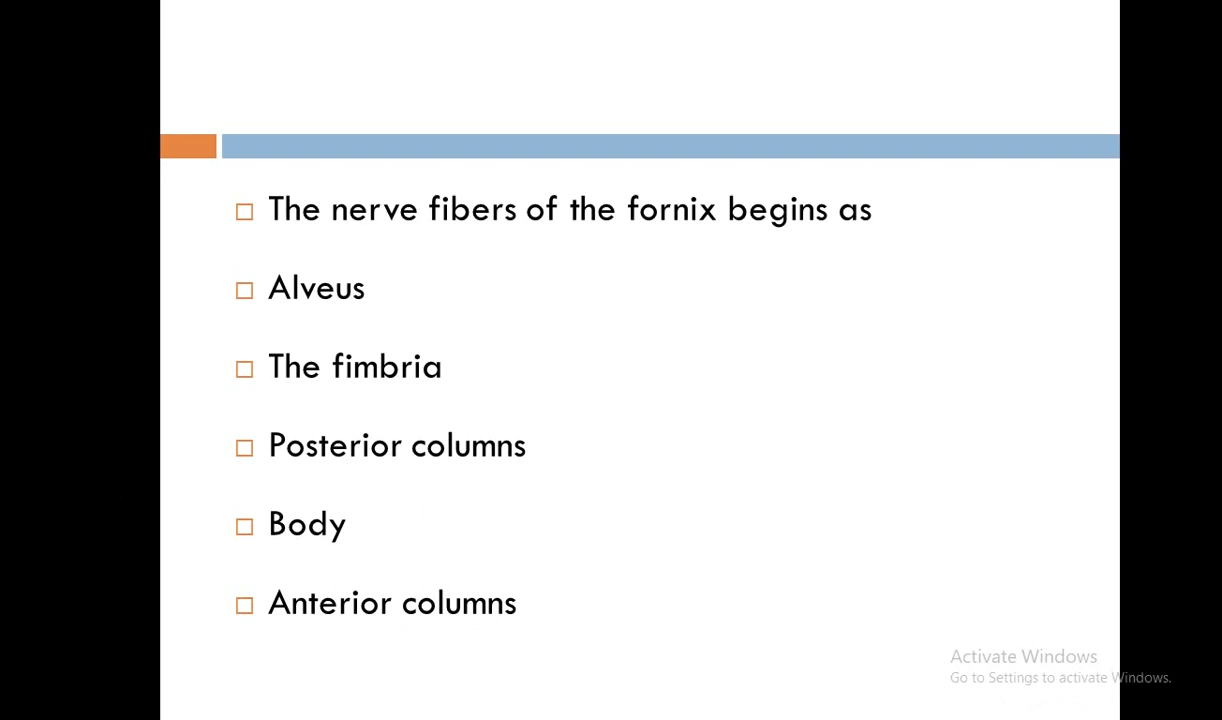 The nerve fibers of the fornix begins as
Alveus
The fimbria
Posterior columns
Body
Anterior columns
Activate Windows
Go to Settings to activate Windows.